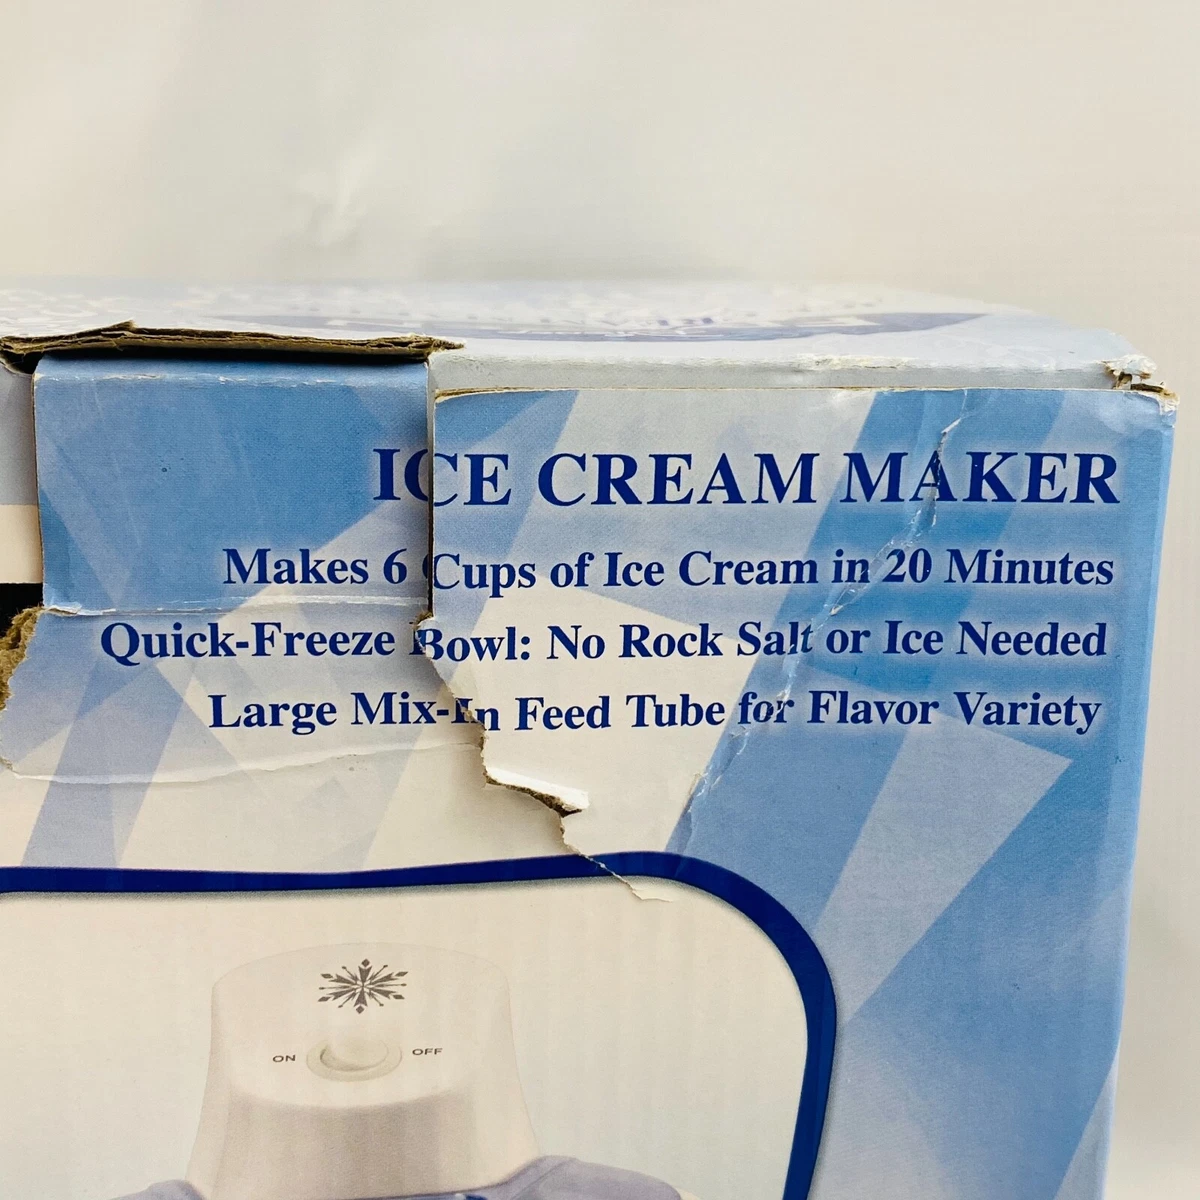 ICE CREAM MAKER
Makes 6 Cups of Ice Cream in 20 Minutes
Quick-Freeze Bowl: No Rock Salt or Ice Needed
Large Mix-In Feed Tube for Flavor Variety
ON OFF